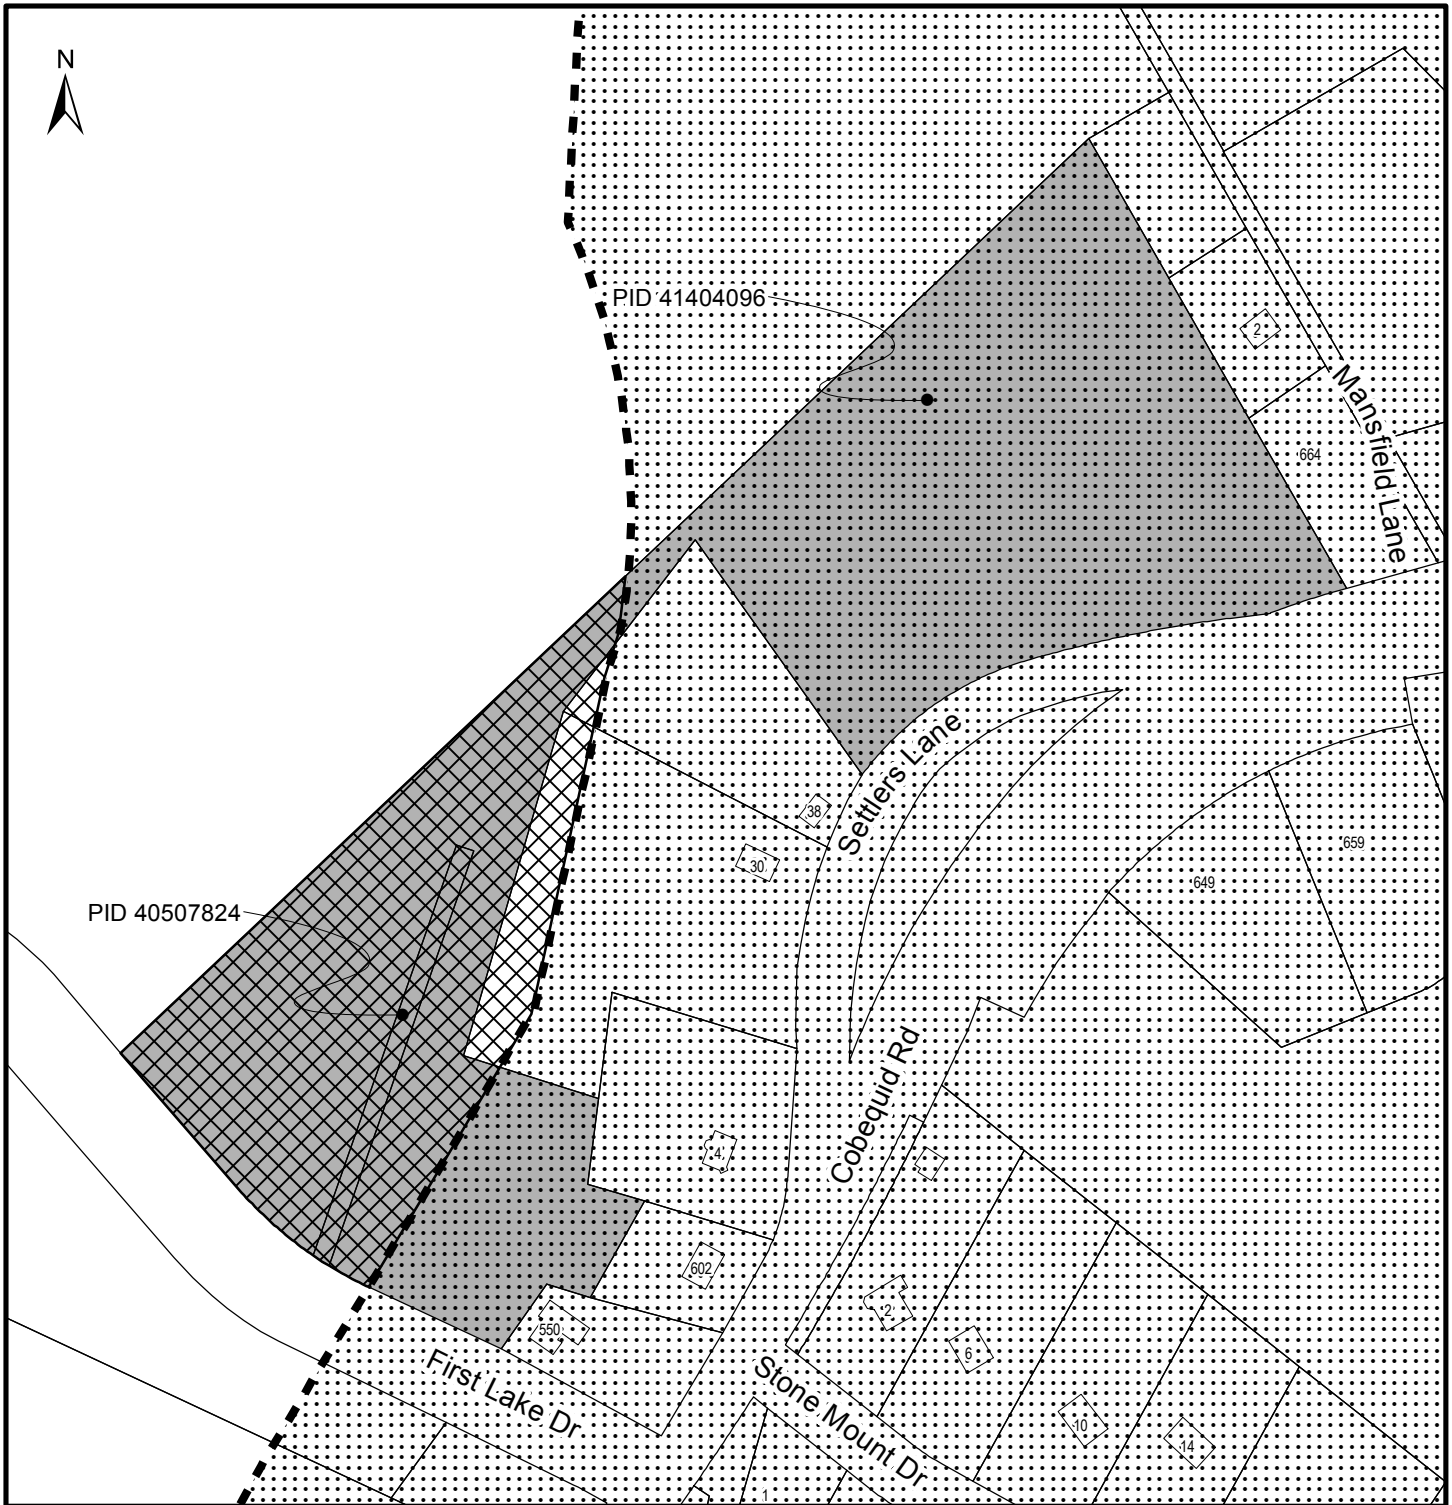 N
PID 41404096
2
Mansfield Lane
664
Settlers Lane
38
30
659
649
PID 40507824
Cobequid Rd
4
602
2
550
6
First Lake Dr
Stone Mount Dr
10
14
1